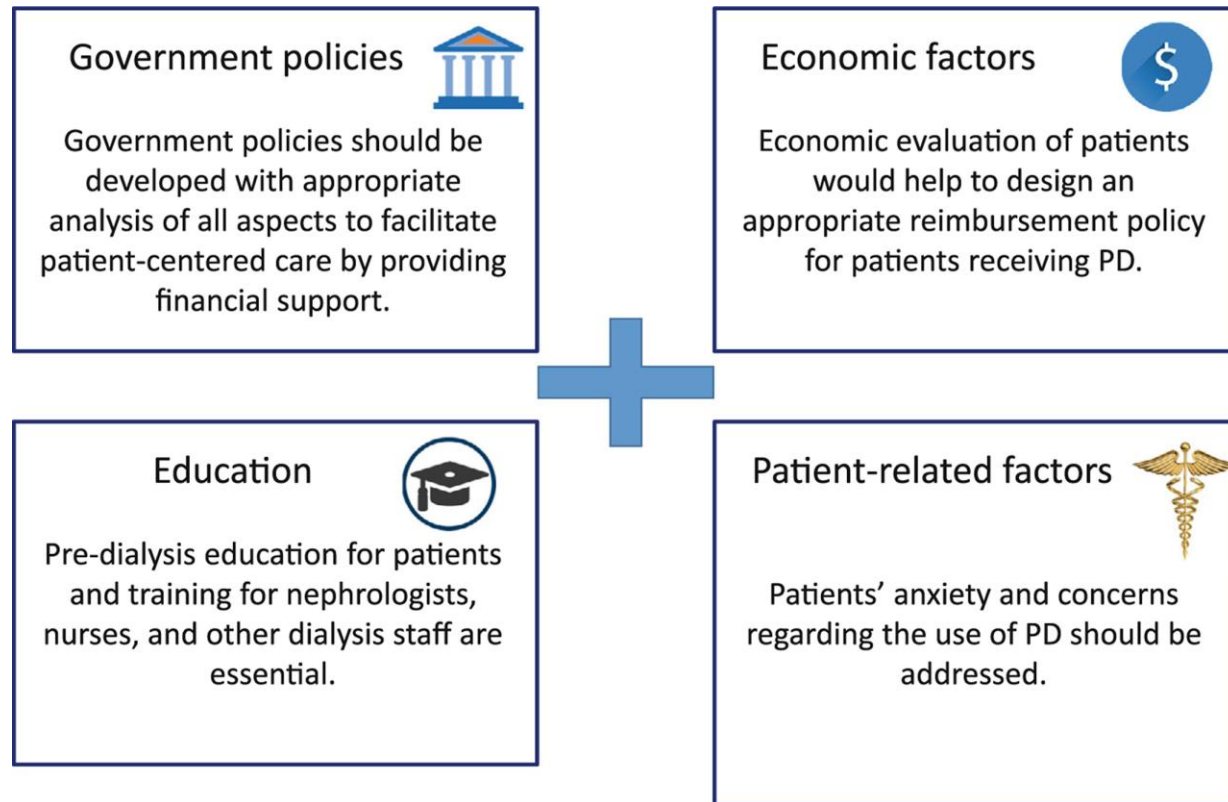 Government policies
Government policies should be
developed with appropriate
analysis of all aspects to facilitate
patient-centered care by providing
financial support.
Economic factors
$
Economic evaluation of patients
would help to design an
appropriate reimbursement policy
for patients receiving PD.
Education
Pre-dialysis education for patients
and training for nephrologists,
nurses, and other dialysis staff are
essential.
Patient-related factors
Patients’ anxiety and concerns
regarding the use of PD should be
addressed.